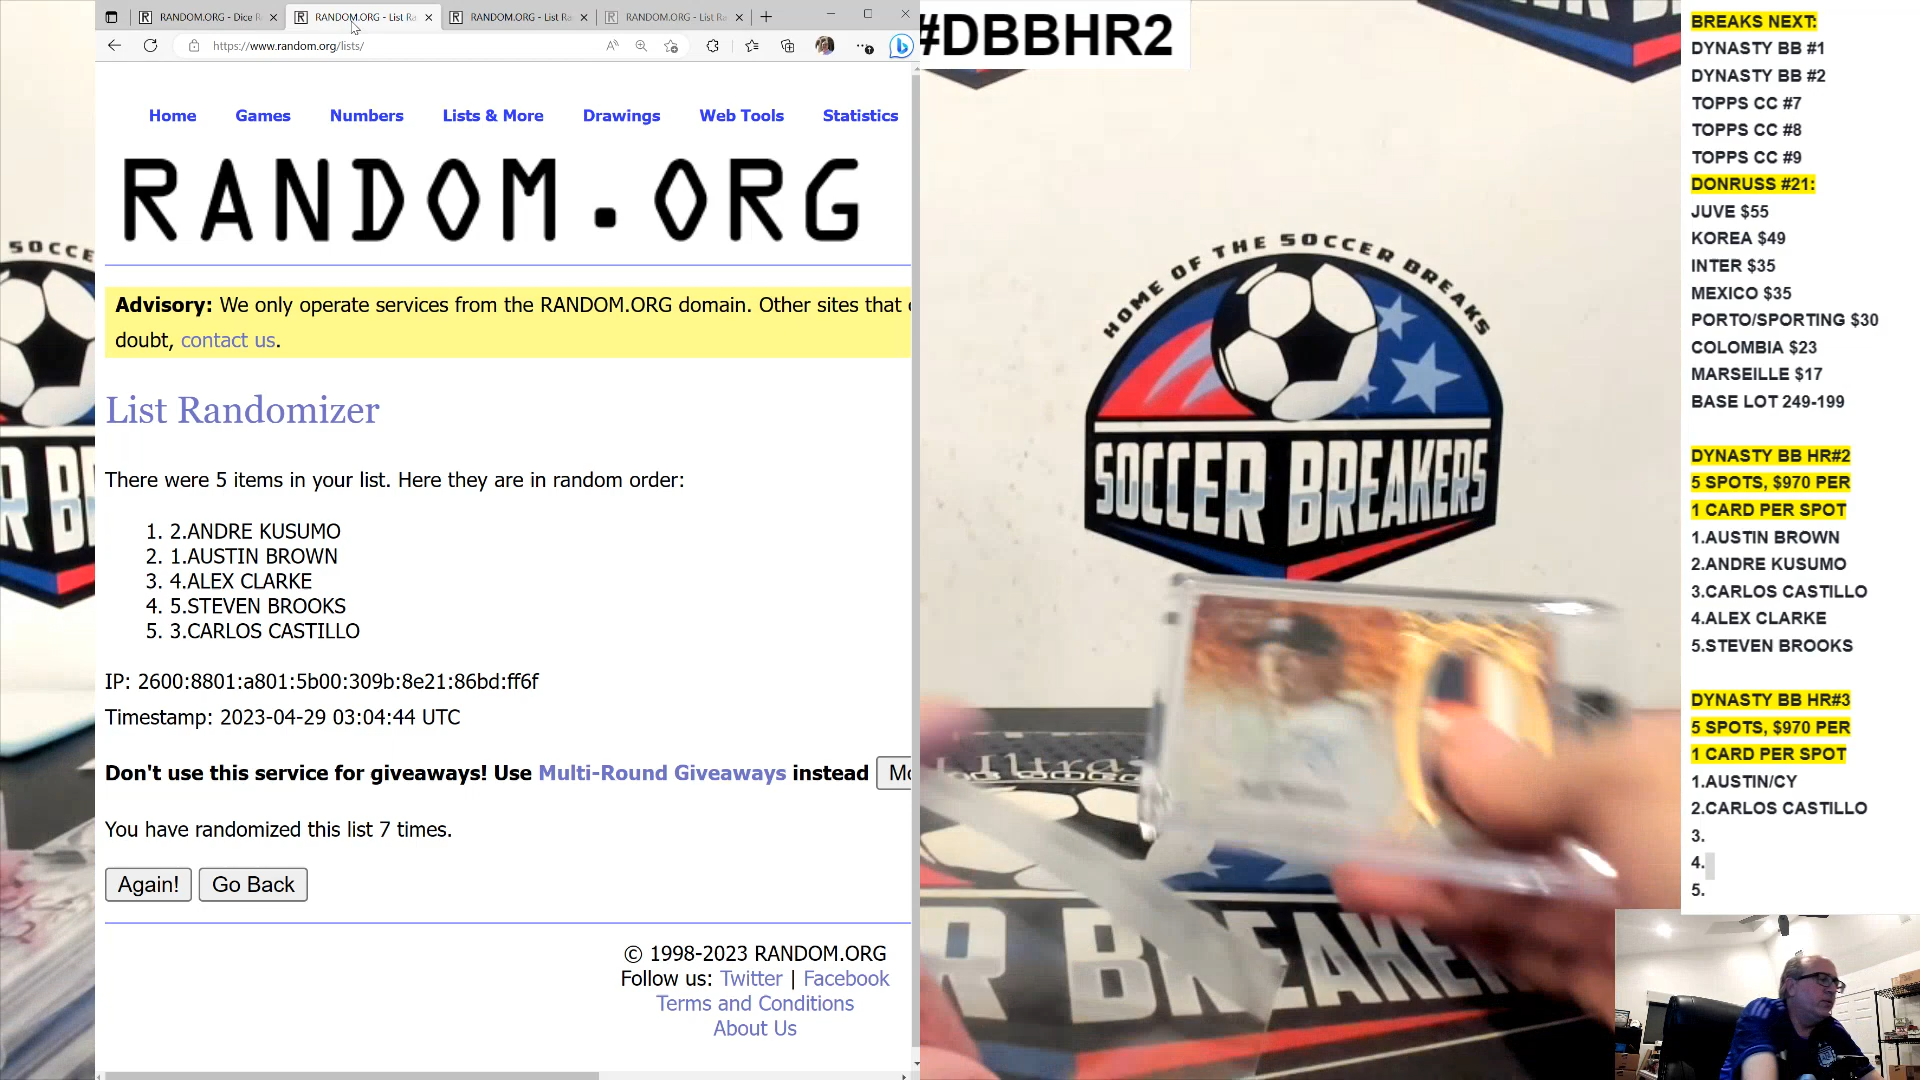 RANDOM.ORG - Dice R
RANDOM.ORG - List Ra
RANDOM.ORG - List Ra
RANDOM.ORG - List Ra
https://www.random.org/lists/
#DBBHR2
Home Games Numbers Lists & More Drawings Web Tools Statistics
RANDOM.ORG
Advisory: We only operate services from the RANDOM.ORG domain. Other sites that
doubt, contact us.
List Randomizer
There were 5 items in your list. Here they are in random order:
1. 2.ANDRE KUSUMO
2. 1.AUSTIN BROWN
3. 4.ALEX CLARKE
4. 5.STEVEN BROOKS
5. 3.CARLOS CASTILLO
IP: 2600:8801:a801:5b00:309b:8e21:86bd:ff6f
Timestamp: 2023-04-29 03:04:44 UTC
Don't use this service for giveaways! Use Multi-Round Giveaways instead
You have randomized this list 7 times.
Again! Go Back
© 1998-2023 RANDOM.ORG
Follow us: Twitter | Facebook
Terms and Conditions
About Us
HOME OF THE SOCCER BREAKS
SOCCER BREAKERS
R BREAKE
SOCCE
BREAKS NEXT:
DYNASTY BB #1
DYNASTY BB #2
TOPPS CC #7
TOPPS CC #8
TOPPS CC #9
DONRUSS #21:
JUVE $55
KOREA $49
INTER $35
MEXICO $35
PORTO/SPORTING $30
COLOMBIA $23
MARSEILLE $17
BASE LOT 249-199
DYNASTY BB HR#2
5 SPOTS, $970 PER
1 CARD PER SPOT
1.AUSTIN BROWN
2.ANDRE KUSUMO
3.CARLOS CASTILLO
4.ALEX CLARKE
5.STEVEN BROOKS
DYNASTY BB HR#3
5 SPOTS, $970 PER
1 CARD PER SPOT
1.AUSTIN/CY
2.CARLOS CASTILLO
3.
4.
5.